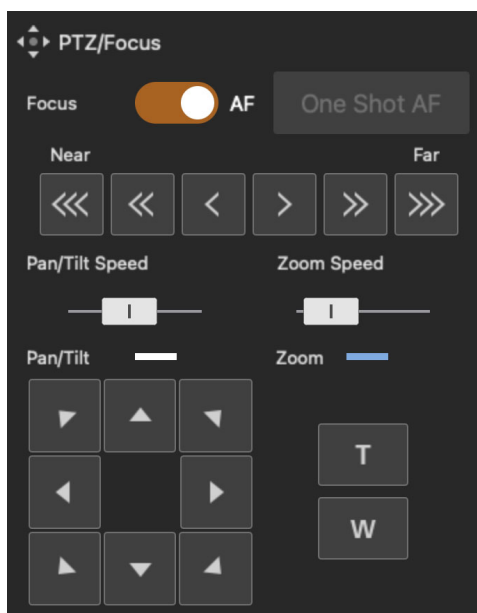 PTZ/Focus
Focus AF One Shot AF
Near Far
Pan/Tilt Speed Zoom Speed
Pan/Tilt Zoom
T
W